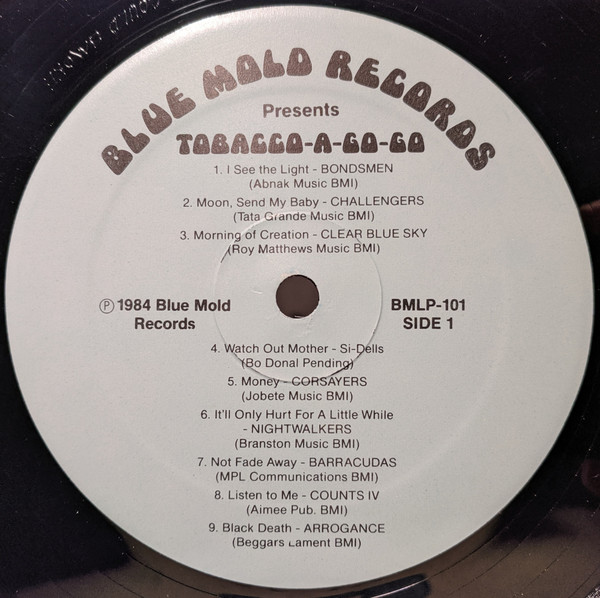 BLUE MOLD RECORDS
Presents
TOBACCO-A-GO-GO
1. I See the Light - BONDSMEN
(Abnak Music BMI)
2. Moon, Send My Baby - CHALLENGERS
(Tata Grande Music BMI)
3. Morning of Creation - CLEAR BLUE SKY
(Roy Matthews Music BMI)
℗ 1984 Blue Mold
Records
BMLP-101
SIDE 1
4. Watch Out Mother - Si-Dells
(Bo Donal Pending)
5. Money - CORSAYERS
(Jobete Music BMI)
6. It'll Only Hurt For A Little While
- NIGHTWALKERS
(Branston Music BMI)
7. Not Fade Away - BARRACUDAS
(MPL Communications BMI)
8. Listen to Me - COUNTS IV
(Aimee Pub. BMI)
9. Black Death - ARROGANCE
(Beggars Lament BMI)